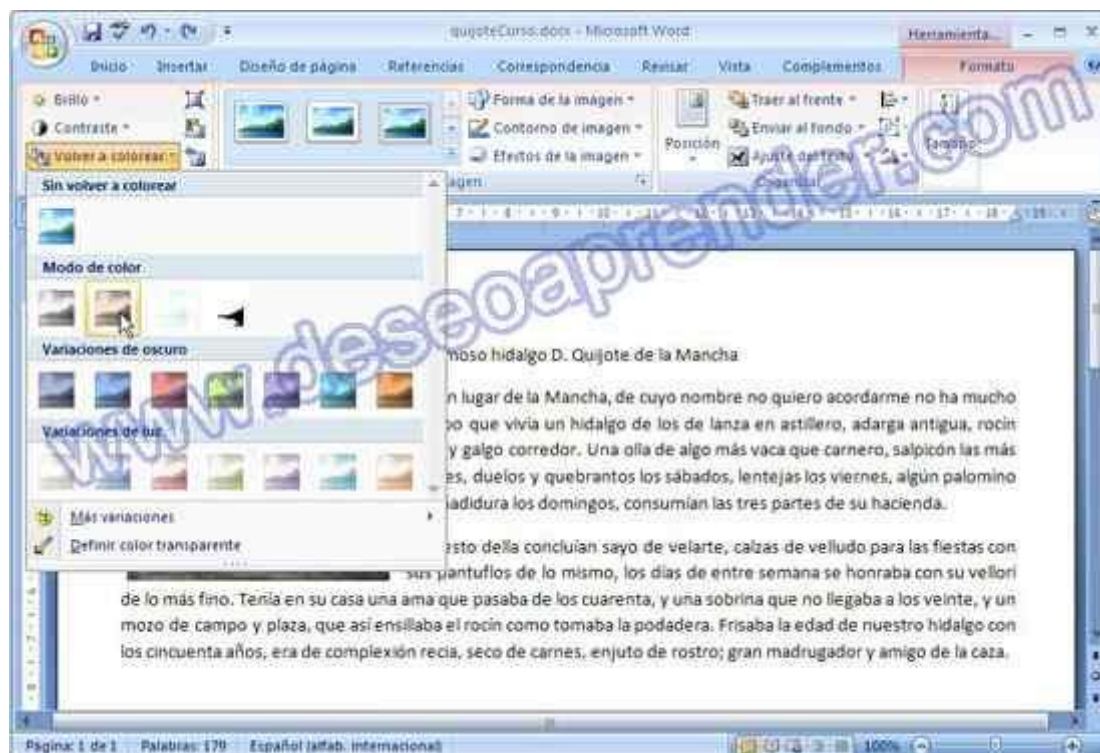 quijoteCurso.docx - Microsoft Word
Herramienta...
Inicio Insertar Diseño de página Referencias Correspondencia Revisar Vista Complementos Formato
Brillo
Contraste
Volver a colorear
Forma de la imagen
Contorno de imagen
Efectos de la imagen
Posición
Traer al frente
Enviar al fondo
Ajuste del texto
Tamaño
Organizar
Sin volver a colorear
Modo de color
Variaciones de oscuro
Variaciones de luz
Más variaciones
Definir color transparente
www.deseoaprender.com
moso hidalgo D. Quijote de la Mancha
n lugar de la Mancha, de cuyo nombre no quiero acordarme no ha mucho
po que vivía un hidalgo de los de lanza en astillero, adarga antigua, rocín
y galgo corredor. Una olla de algo más vaca que carnero, salpicón las más
es, duelos y quebrantos los sábados, lentejas los viernes, algún palomino
ñadidura los domingos, consumían las tres partes de su hacienda.
esto della concluían sayo de velarte, calzas de velludo para las fiestas con
sus pantuflos de lo mismo, los días de entre semana se honraba con su vellori
de lo más fino. Tenía en su casa una ama que pasaba de los cuarenta, y una sobrina que no llegaba a los veinte, y un
mozo de campo y plaza, que así ensillaba el rocín como tomaba la podadera. Frisaba la edad de nuestro hidalgo con
los cincuenta años, era de complexión recia, seco de carnes, enjuto de rostro; gran madrugador y amigo de la caza.
Página: 1 de 1 Palabras: 179 Español (alfab. internacional) 100%